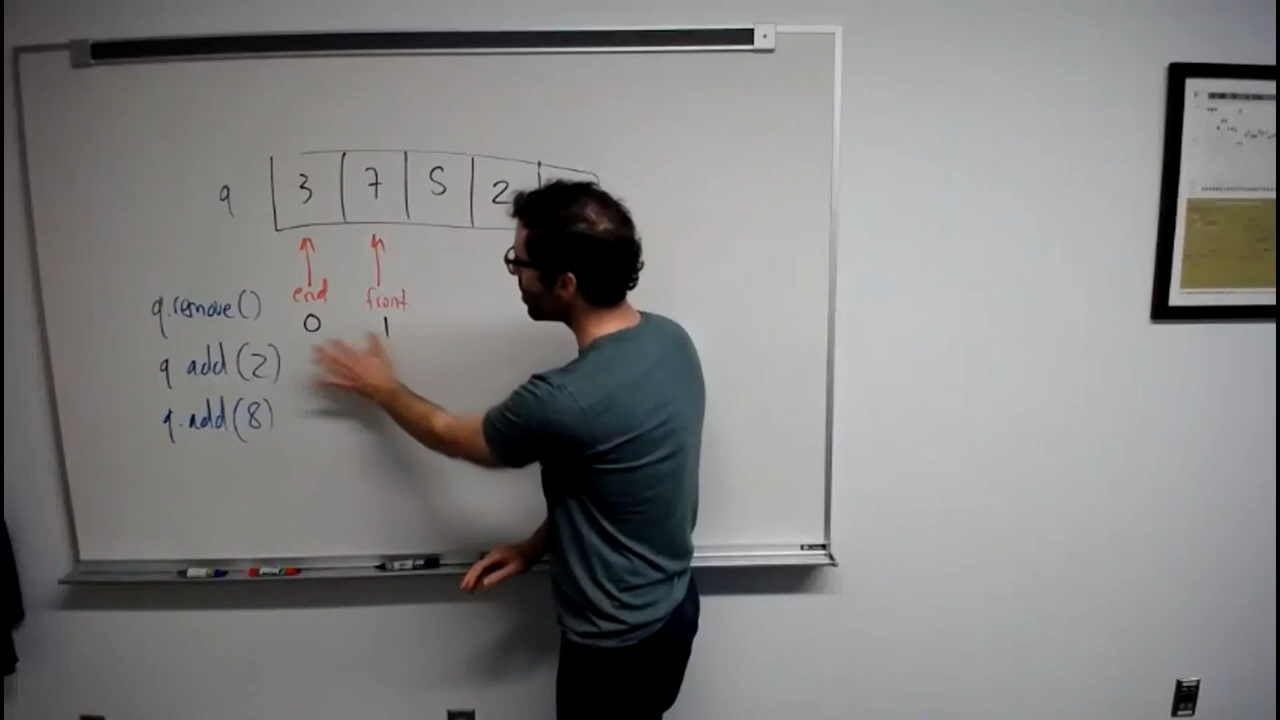 q 3 7 5 2
end front
q.remove() 0 1
q add(2)
q.add(8)